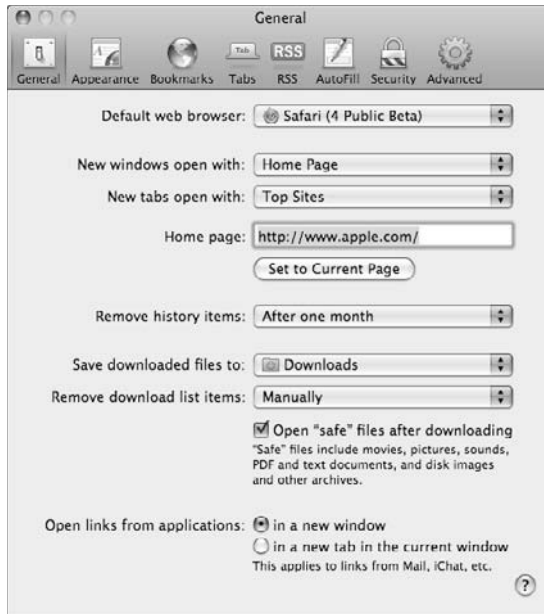 General
Tab
RSS
General Appearance Bookmarks Tabs RSS AutoFill Security Advanced
Default web browser: Safari (4 Public Beta)
New windows open with: Home Page
New tabs open with: Top Sites
Home page: http://www.apple.com/
Set to Current Page
Remove history items: After one month
Save downloaded files to: Downloads
Remove download list items: Manually
Open “safe” files after downloading
“Safe” files include movies, pictures, sounds,
PDF and text documents, and disk images
and other archives.
Open links from applications: in a new window
in a new tab in the current window
This applies to links from Mail, iChat, etc.
?